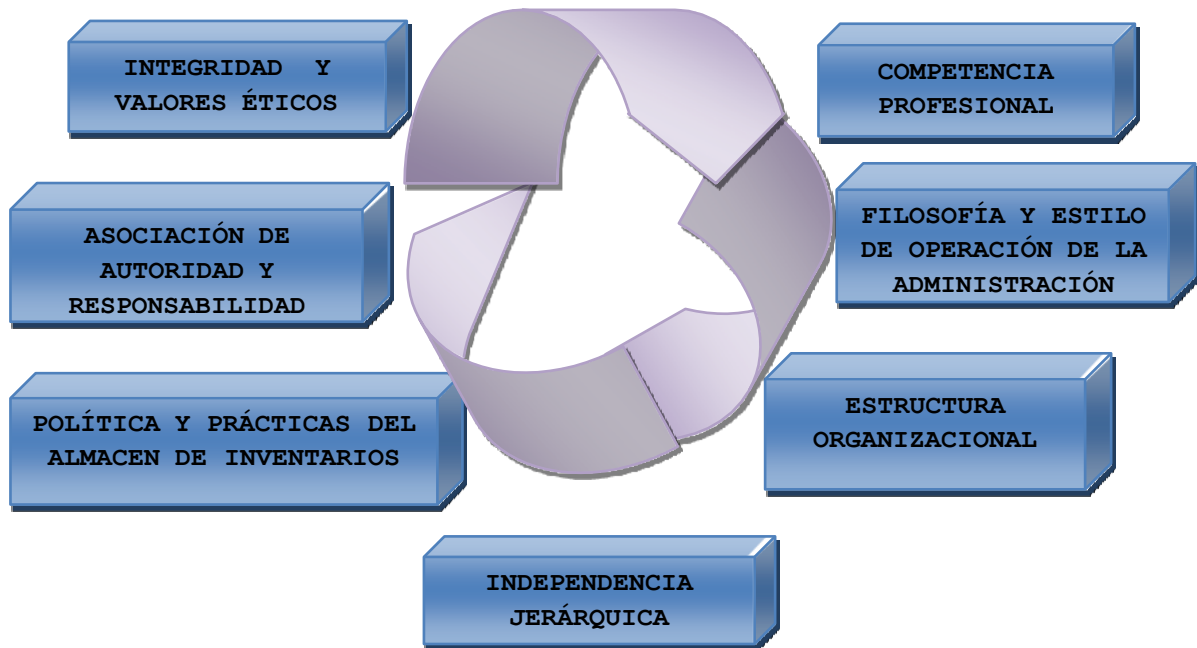 INTEGRIDAD Y
VALORES ÉTICOS
COMPETENCIA
PROFESIONAL
ASOCIACIÓN DE
AUTORIDAD Y
RESPONSABILIDAD
FILOSOFÍA Y ESTILO
DE OPERACIÓN DE LA
ADMINISTRACIÓN
POLÍTICA Y PRÁCTICAS DEL
ALMACEN DE INVENTARIOS
ESTRUCTURA
ORGANIZACIONAL
INDEPENDENCIA
JERÁRQUICA